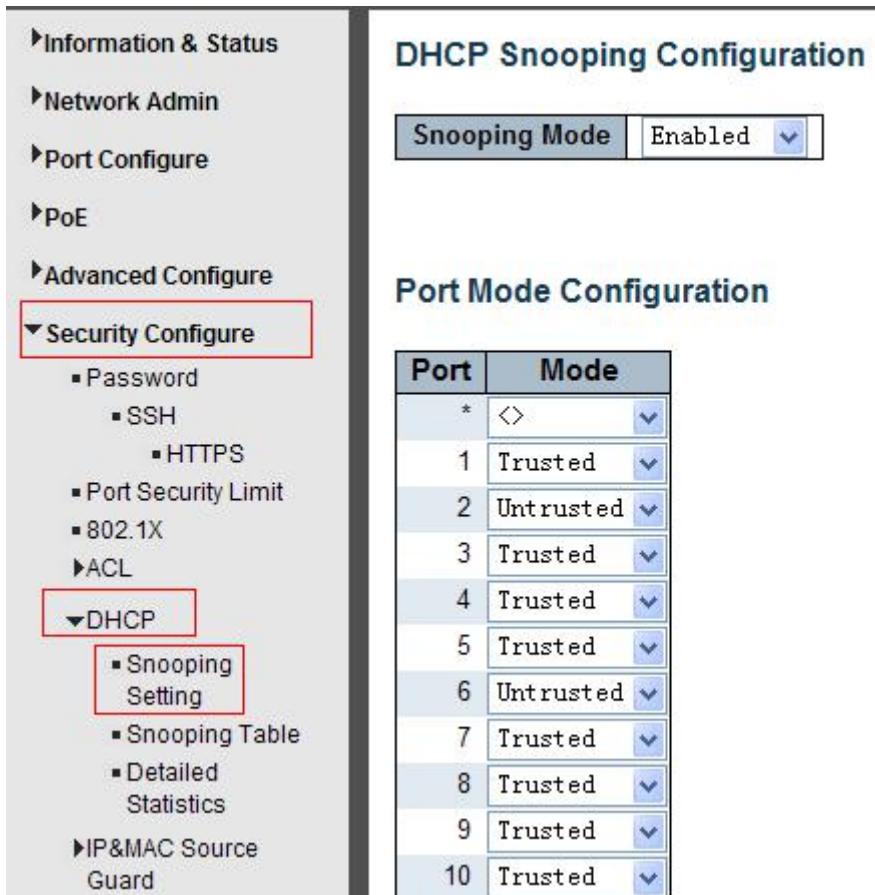 Information & Status
Network Admin
Port Configure
PoE
Advanced Configure
Security Configure
Password
SSH
HTTPS
Port Security Limit
802.1X
ACL
DHCP
Snooping
Setting
Snooping Table
Detailed
Statistics
IP&MAC Source
Guard
DHCP Snooping Configuration
Snooping Mode Enabled
Port Mode Configuration
Port Mode
* <>
1 Trusted
2 Untrusted
3 Trusted
4 Trusted
5 Trusted
6 Untrusted
7 Trusted
8 Trusted
9 Trusted
10 Trusted